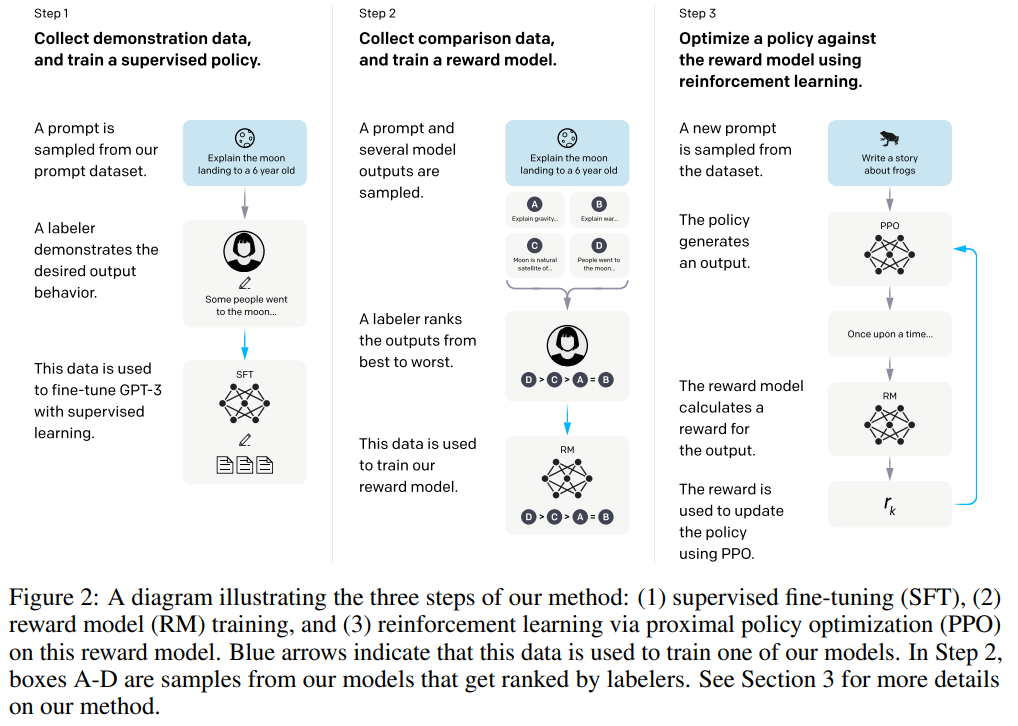 Step 1
Collect demonstration data,
and train a supervised policy.
A prompt is
sampled from our
prompt dataset.
Explain the moon
landing to a 6 year old
A labeler
demonstrates the
desired output
behavior.
Some people went
to the moon...
This data is used
to fine-tune GPT-3
with supervised
learning.
SFT
Step 2
Collect comparison data,
and train a reward model.
A prompt and
several model
outputs are
sampled.
Explain the moon
landing to a 6 year old
A
Explain gravity...
B
Explain war...
C
Moon is natural
satellite of...
D
People went to
the moon...
A labeler ranks
the outputs from
best to worst.
D > C > A = B
This data is used
to train our
reward model.
RM
D > C > A = B
Step 3
Optimize a policy against
the reward model using
reinforcement learning.
A new prompt
is sampled from
the dataset.
Write a story
about frogs
The policy
generates
an output.
PPO
Once upon a time...
The reward model
calculates a
reward for
the output.
RM
The reward is
used to update
the policy
using PPO.
rk
Figure 2: A diagram illustrating the three steps of our method: (1) supervised fine-tuning (SFT), (2)
reward model (RM) training, and (3) reinforcement learning via proximal policy optimization (PPO)
on this reward model. Blue arrows indicate that this data is used to train one of our models. In Step 2,
boxes A-D are samples from our models that get ranked by labelers. See Section 3 for more details
on our method.